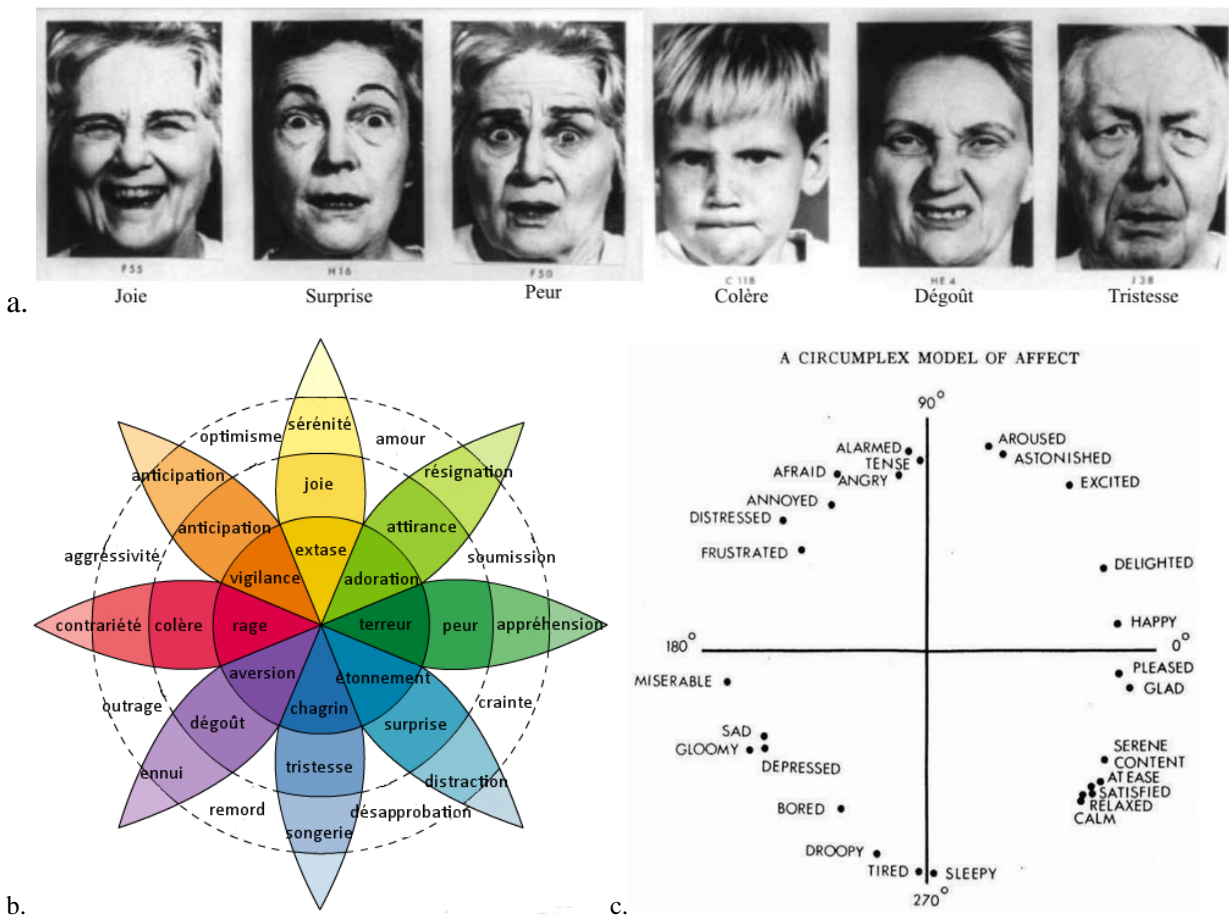 F55 H16 F50 C 118 HE 4 J 38
Joie Surprise Peur Colère Dégoût Tristesse
a.
sérénité
optimisme
amour
anticipation
résignation
joie
anticipation
attirance
extase
aggressivité
soumission
vigilance
adoration
contrariété
colère
rage
terreur
peur
appréhension
aversion
étonnement
outrage
chagrin
crainte
dégoût
surprise
ennui
tristesse
distraction
remord
désapprobation
songerie
b.
A CIRCUMPLEX MODEL OF AFFECT
90°
ALARMED
AROUSED
TENSE
ASTONISHED
AFRAID
ANGRY
EXCITED
ANNOYED
DISTRESSED
FRUSTRATED
DELIGHTED
HAPPY
180°
0°
PLEASED
MISERABLE
GLAD
SAD
SERENE
GLOOMY
CONTENT
DEPRESSED
AT EASE
SATISFIED
RELAXED
BORED
CALM
DROOPY
TIRED
SLEEPY
270°
c.